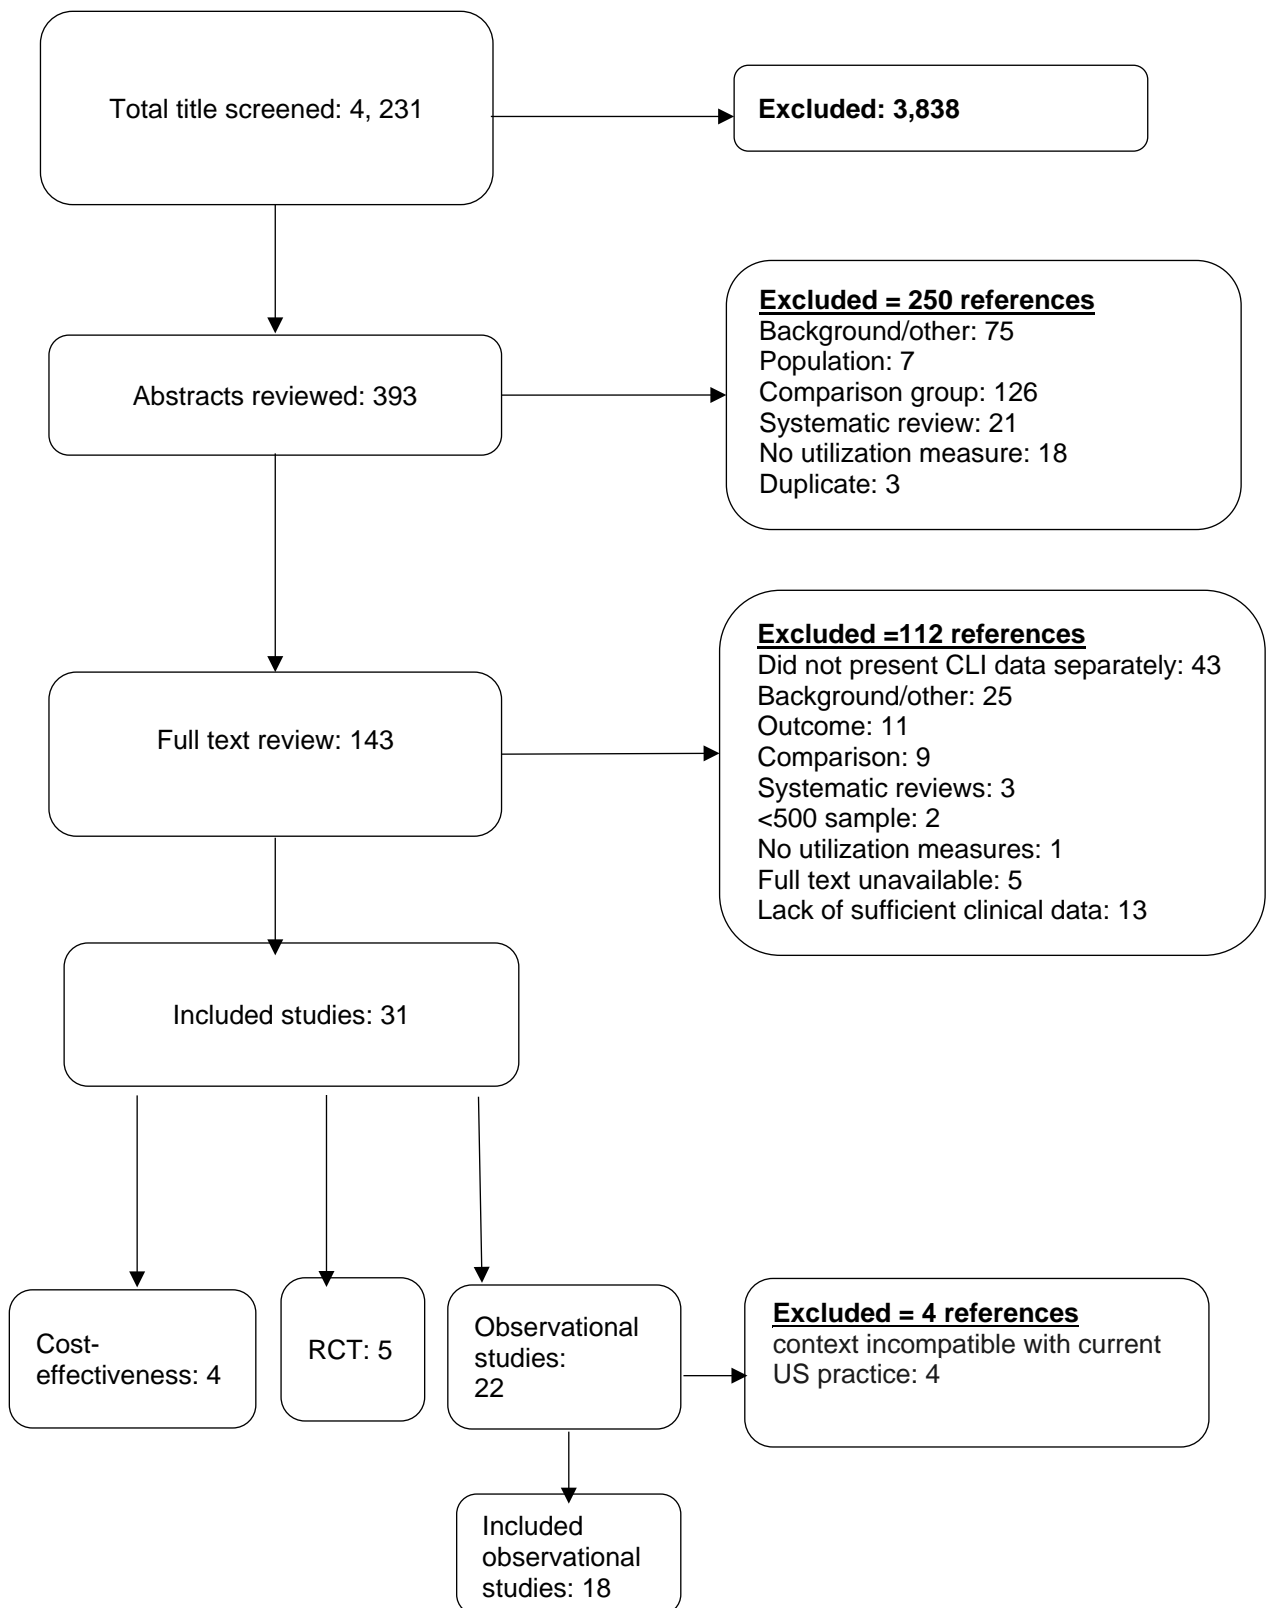 Total title screened: 4, 231
Excluded: 3,838
Abstracts reviewed: 393
Excluded = 250 references
Background/other: 75
Population: 7
Comparison group: 126
Systematic review: 21
No utilization measure: 18
Duplicate: 3
Full text review: 143
Excluded =112 references
Did not present CLI data separately: 43
Background/other: 25
Outcome: 11
Comparison: 9
Systematic reviews: 3
<500 sample: 2
No utilization measures: 1
Full text unavailable: 5
Lack of sufficient clinical data: 13
Included studies: 31
Cost-
effectiveness: 4
RCT: 5
Observational
studies:
22
Excluded = 4 references
context incompatible with current
US practice: 4
Included
observational
studies: 18